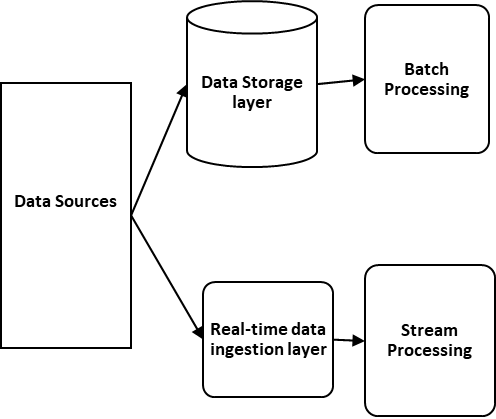 Data Sources
Data Storage
layer
Batch
Processing
Real-time data
ingestion layer
Stream
Processing